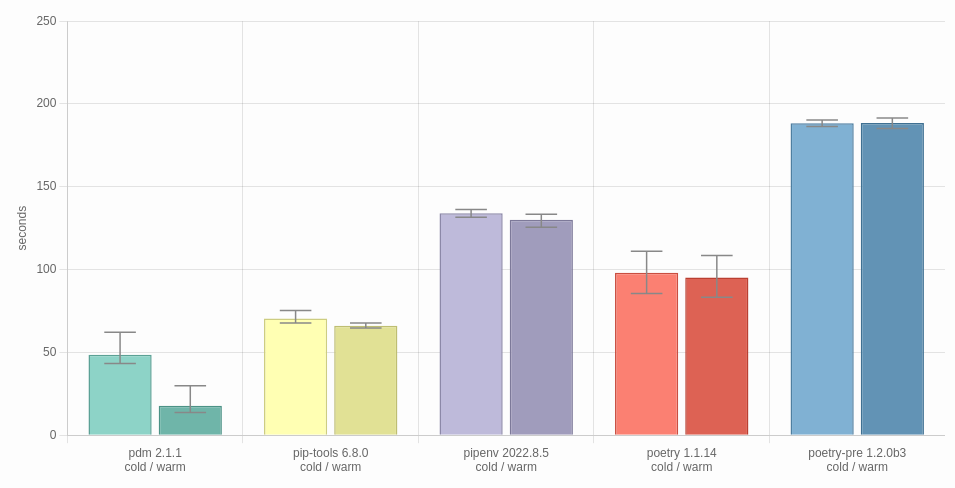 250
200
150
100
50
0
seconds
pdm 2.1.1
cold / warm
pip-tools 6.8.0
cold / warm
pipenv 2022.8.5
cold / warm
poetry 1.1.14
cold / warm
poetry-pre 1.2.0b3
cold / warm